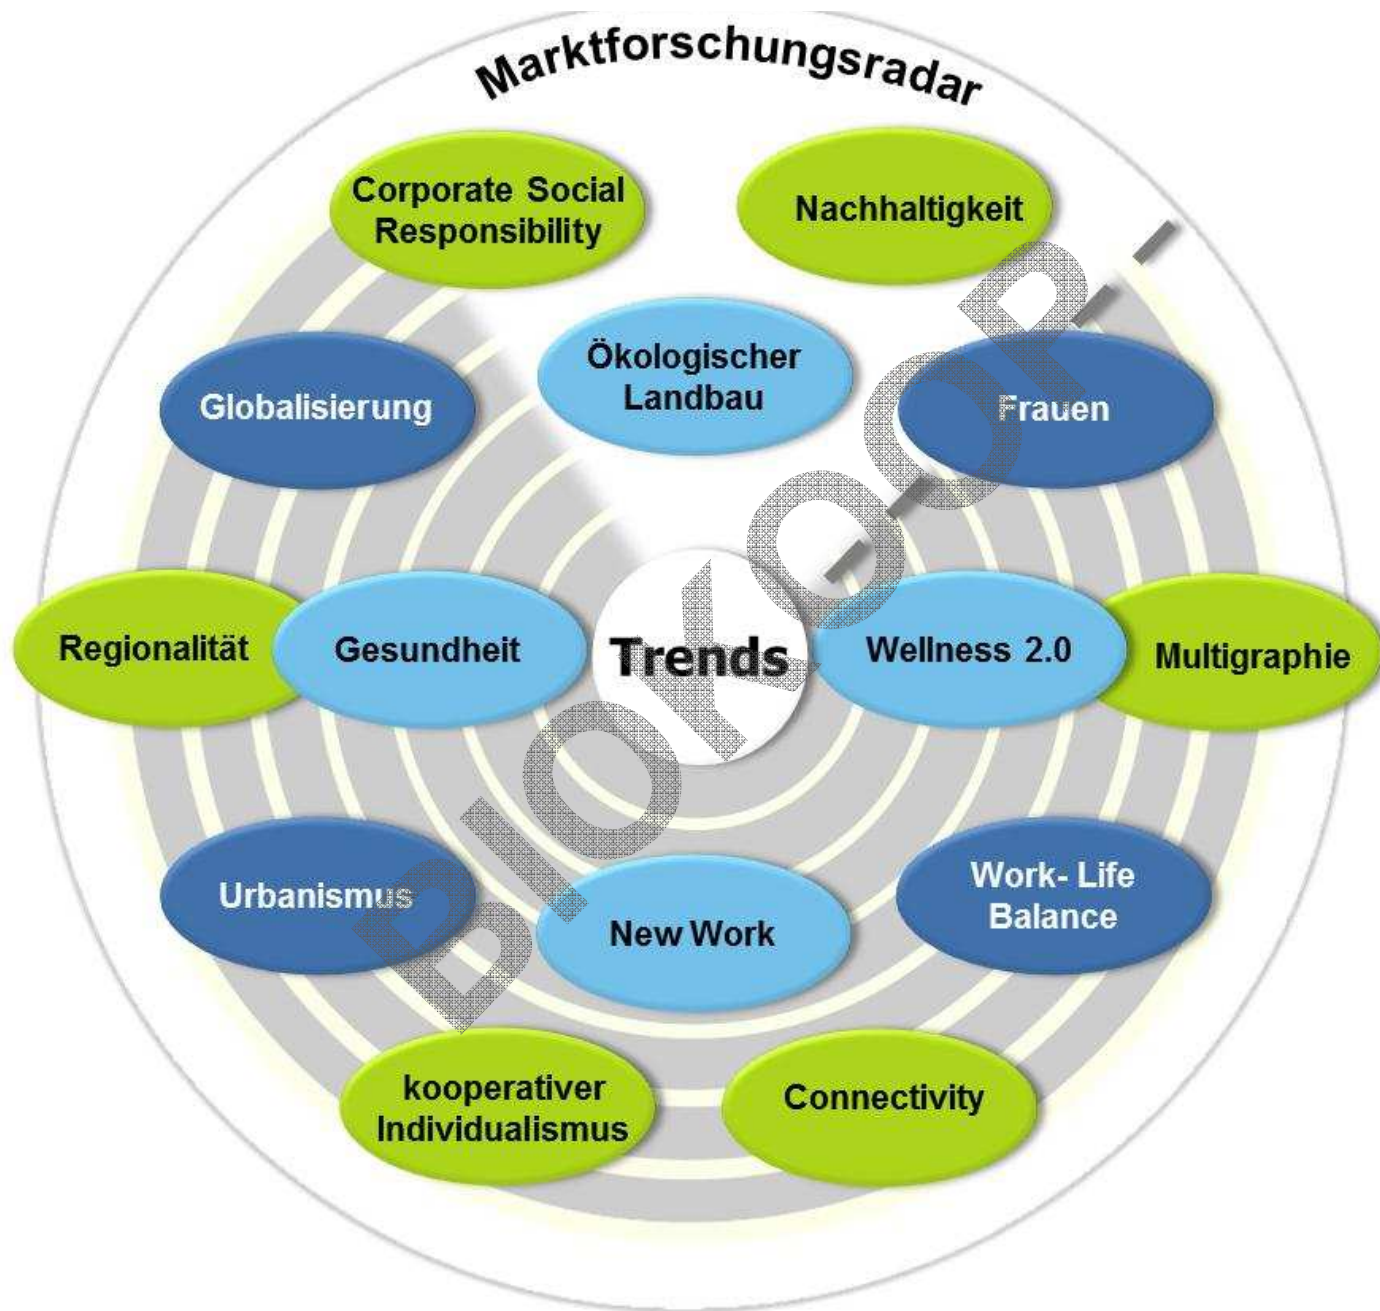 Marktforschungsradar
Corporate Social
Responsibility
Nachhaltigkeit
Ökologischer
Landbau
Globalisierung
Frauen
Regionalität
Gesundheit
Trends
Wellness 2.0
Multigraphie
Urbanismus
New Work
Work- Life
Balance
kooperativer
Individualismus
Connectivity
BIOKOOP